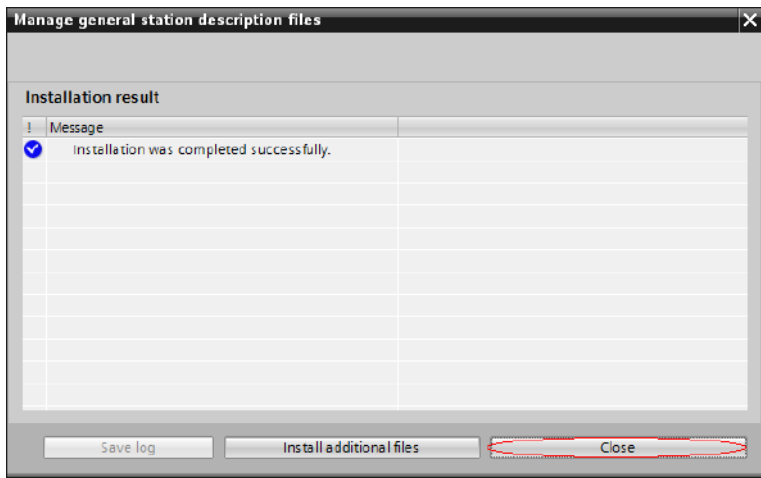 Manage general station description files
Installation result
! Message
Installation was completed successfully.
Save log Install additional files Close